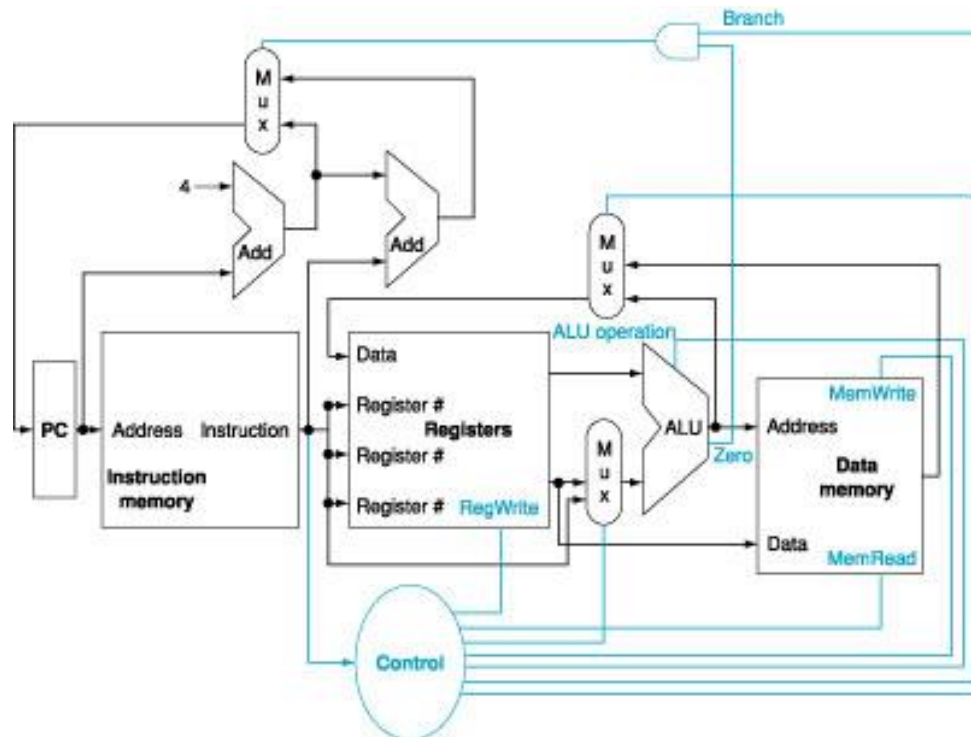 Branch
M
u
x
4
Add
Add
M
u
x
ALU operation
Data
MemWrite
PC
Address
Instruction
Register #
Registers
M
u
x
ALU
Address
Zero
Data
memory
Instruction
memory
Register #
Register #
RegWrite
Data
MemRead
Control